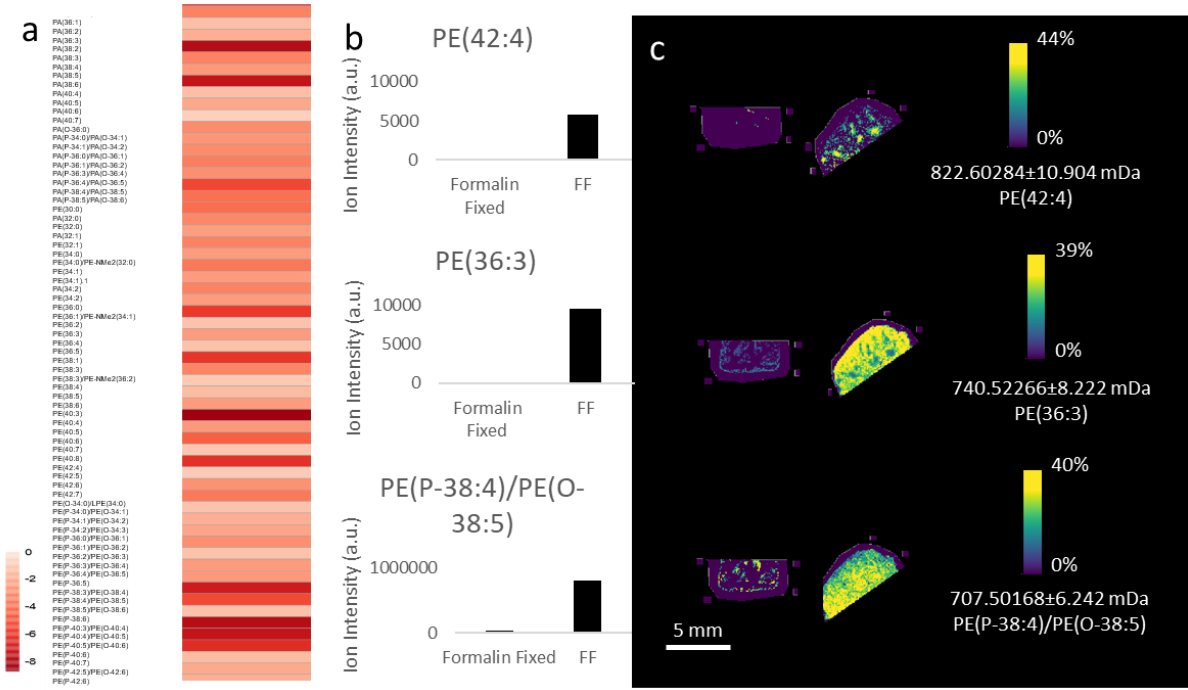 a
PA(36:1)
PA(36:2)
PA(36:3)
PA(38:2)
PA(38:3)
PA(38:4)
PA(38:5)
PA(38:6)
PA(40:4)
PA(40:5)
PA(40:6)
PA(40:7)
PA(O-36:0)
PA(P-34:0)/PA(O-34:1)
PA(P-34:1)/PA(O-34:2)
PA(P-36:0)/PA(O-36:1)
PA(P-36:1)/PA(O-36:2)
PA(P-36:3)/PA(O-36:4)
PA(P-36:4)/PA(O-36:5)
PA(P-38:4)/PA(O-38:5)
PA(P-38:5)/PA(O-38:6)
PE(30:0)
PA(32:0)
PE(32:0)
PA(32:1)
PE(32:1)
PE(34:0)
PE(34:0)/PE-NMe2(32:0)
PE(34:1)
PE(34:1).1
PA(34:2)
PE(34:2)
PE(36:0)
PE(36:1)/PE-NMe2(34:1)
PE(36:2)
PE(36:3)
PE(36:4)
PE(36:5)
PE(38:1)
PE(38:3)
PE(38:3)/PE-NMe2(36:2)
PE(38:4)
PE(38:5)
PE(38:6)
PE(40:3)
PE(40:4)
PE(40:5)
PE(40:6)
PE(40:7)
PE(40:8)
PE(42:4)
PE(42:5)
PE(42:6)
PE(42:7)
PE(O-34:0)/LPE(34:0)
PE(P-34:0)/PE(O-34:1)
PE(P-34:1)/PE(O-34:2)
PE(P-34:2)/PE(O-34:3)
PE(P-36:0)/PE(O-36:1)
PE(P-36:1)/PE(O-36:2)
PE(P-36:2)/PE(O-36:3)
PE(P-36:3)/PE(O-36:4)
PE(P-36:4)/PE(O-36:5)
PE(P-36:5)
PE(P-38:3)/PE(O-38:4)
PE(P-38:4)/PE(O-38:5)
PE(P-38:5)/PE(O-38:6)
PE(P-38:6)
PE(P-40:3)/PE(O-40:4)
PE(P-40:4)/PE(O-40:5)
PE(P-40:5)/PE(O-40:6)
PE(P-40:6)
PE(P-40:7)
PE(P-42:5)/PE(O-42:6)
PE(P-42:6)
0
-2
-4
-6
-8
b
PE(42:4)
Ion Intensity (a.u.)
10000
5000
0
Formalin
Fixed
FF
PE(36:3)
Ion Intensity (a.u.)
10000
5000
0
Formalin
Fixed
FF
PE(P-38:4)/PE(O-
38:5)
Ion Intensity (a.u.)
1000000
0
Formalin Fixed
FF
c
44%
0%
822.60284±10.904 mDa
PE(42:4)
39%
0%
740.52266±8.222 mDa
PE(36:3)
40%
0%
707.50168±6.242 mDa
PE(P-38:4)/PE(O-38:5)
5 mm